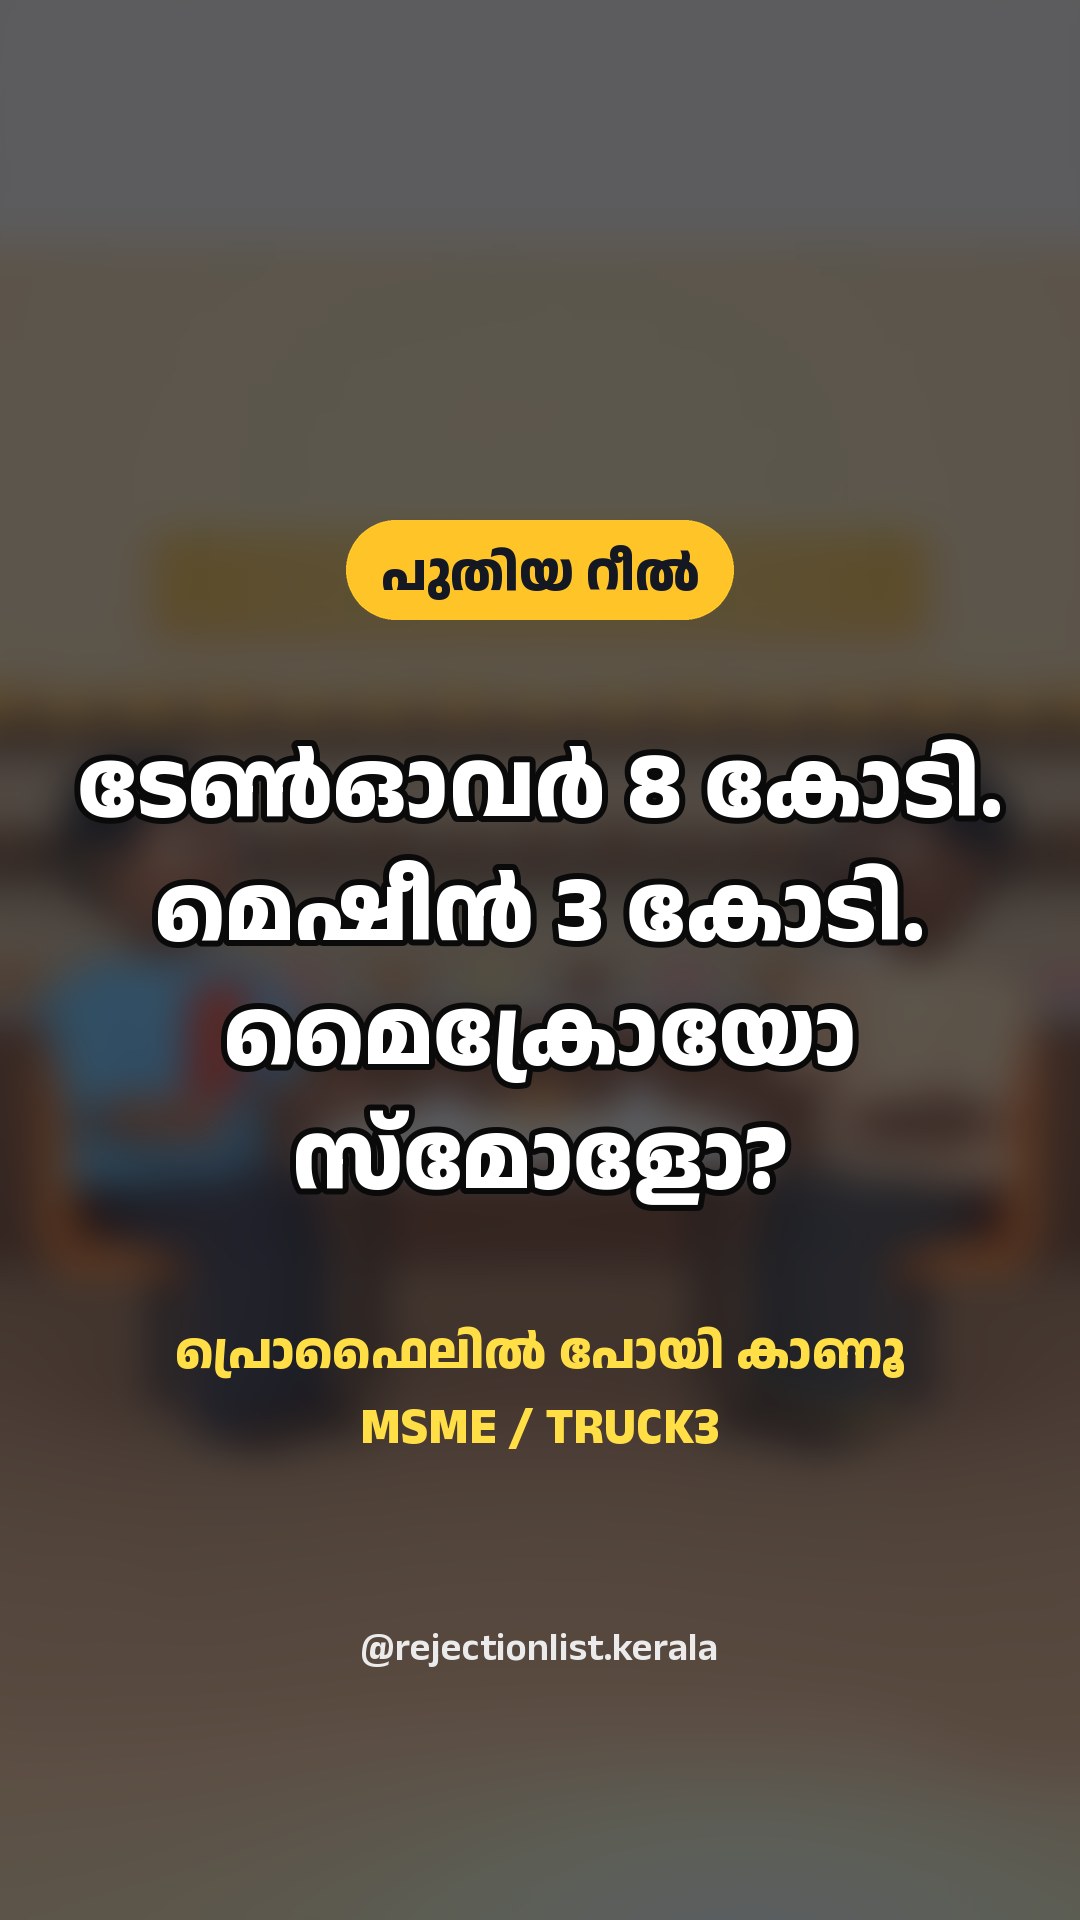 പുതിയ റീൽ
ടേൺഓവർ 8 കോടി.
മെഷീൻ 3 കോടി.
മൈക്രോയോ
സ്മോളോ?
പ്രൊഫൈലിൽ പോയി കാണൂ
MSME / TRUCK3
@rejectionlist.kerala